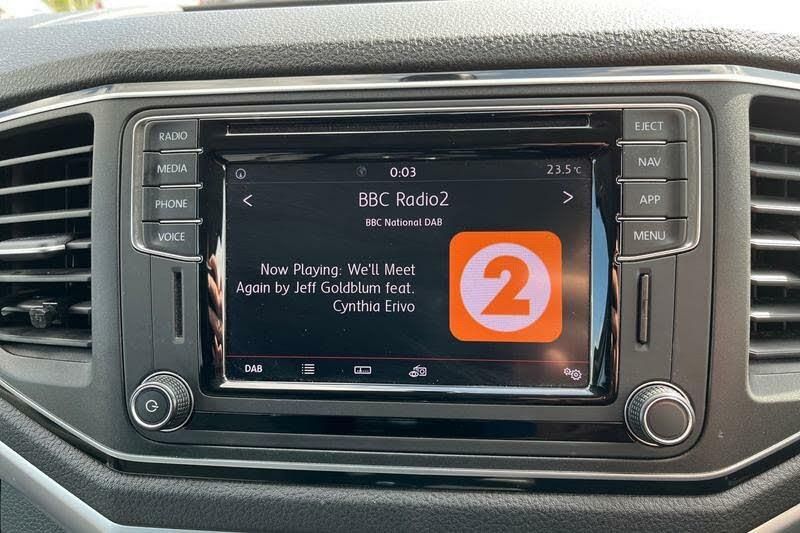 RADIO
MEDIA
PHONE
VOICE
EJECT
NAV
APP
MENU
0:03
23.5°C
< BBC Radio2 >
BBC National DAB
Now Playing: We'll Meet
Again by Jeff Goldblum feat.
Cynthia Erivo
2
DAB